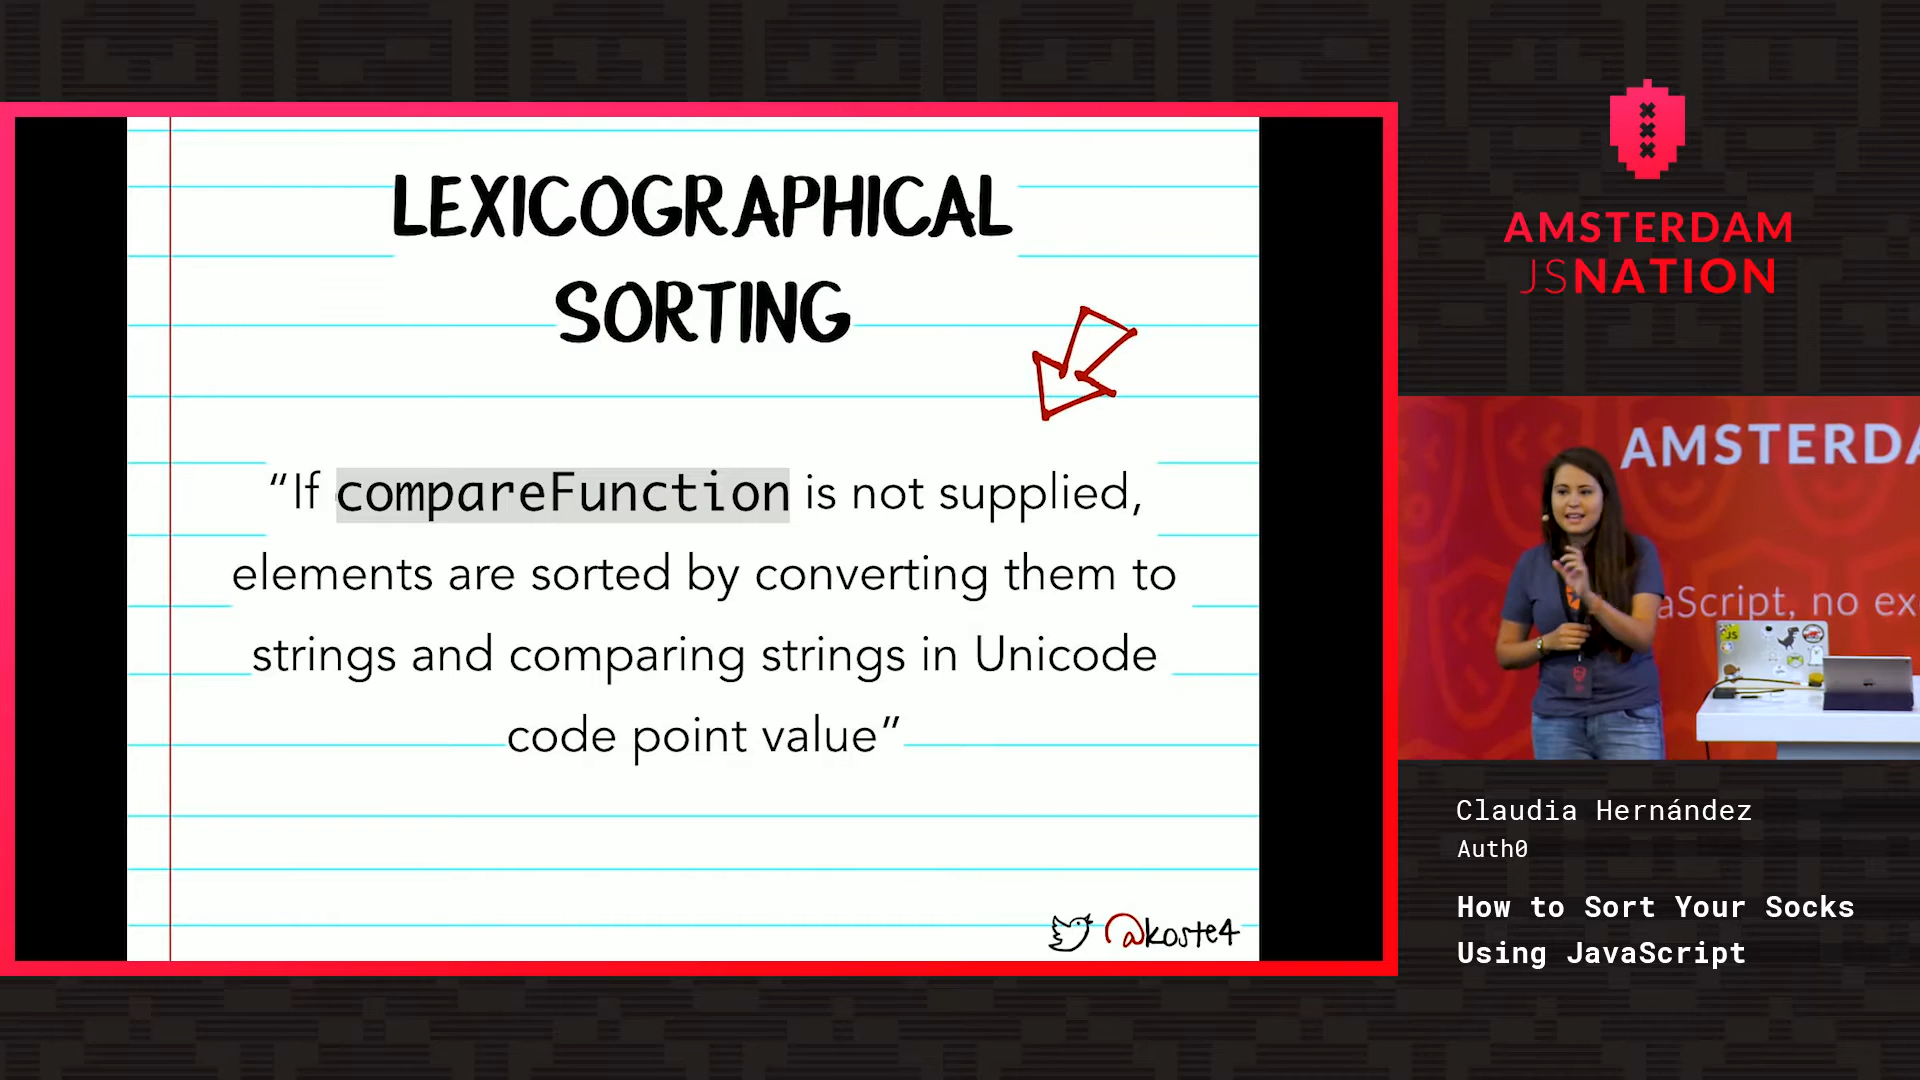 LEXICOGRAPHICAL
SORTING
“If compareFunction is not supplied,
elements are sorted by converting them to
strings and comparing strings in Unicode
code point value”
@koste4
AMSTERDAM
JSNATION
AMSTERDA
aScript, no ex
JS
Claudia Hernández
Auth0
How to Sort Your Socks
Using JavaScript